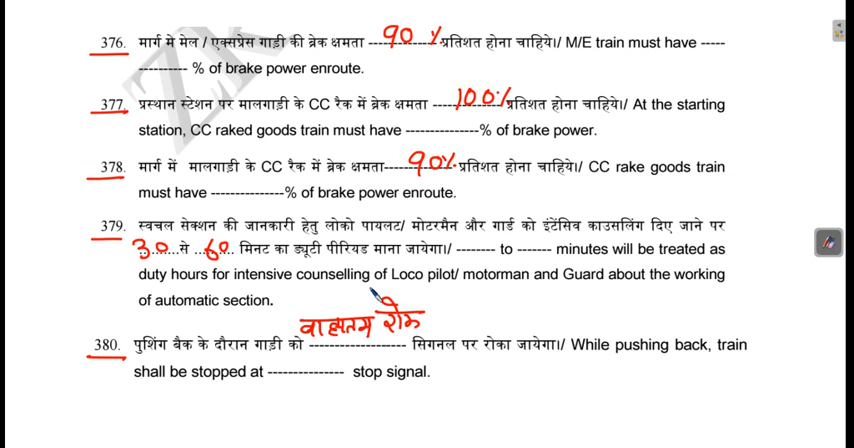 376. मार्ग मे मेल / एक्सप्रेस गाड़ी की ब्रेक क्षमता -----90 %प्रतिशत होना चाहिये।/ M/E train must have -----
---------- % of brake power enroute.
377. प्रस्थान स्टेशन पर मालगाड़ी के CC रैक में ब्रेक क्षमता -----100%प्रतिशत होना चाहिये।/ At the starting
station, CC raked goods train must have ---------------% of brake power.
378. मार्ग में मालगाड़ी के CC रैक में ब्रेक क्षमता-----90%-प्रतिशत होना चाहिये।/ CC rake goods train
must have ---------------% of brake power enroute.
379. स्वचल सेक्शन की जानकारी हेतु लोको पायलट/ मोटरमैन और गार्ड को इंटेंसिव काउसलिंग दिए जाने पर
30 से ...60... मिनट का ड्यूटी पीरियड माना जायेगा।/ -------- to ------- minutes will be treated as
duty hours for intensive counselling of Loco pilot/ motorman and Guard about the working
of automatic section.
वाह्यतम रोक
380. पुशिंग बैक के दौरान गाड़ी को ------------------- सिगनल पर रोका जायेगा।/ While pushing back, train
shall be stopped at --------------- stop signal.